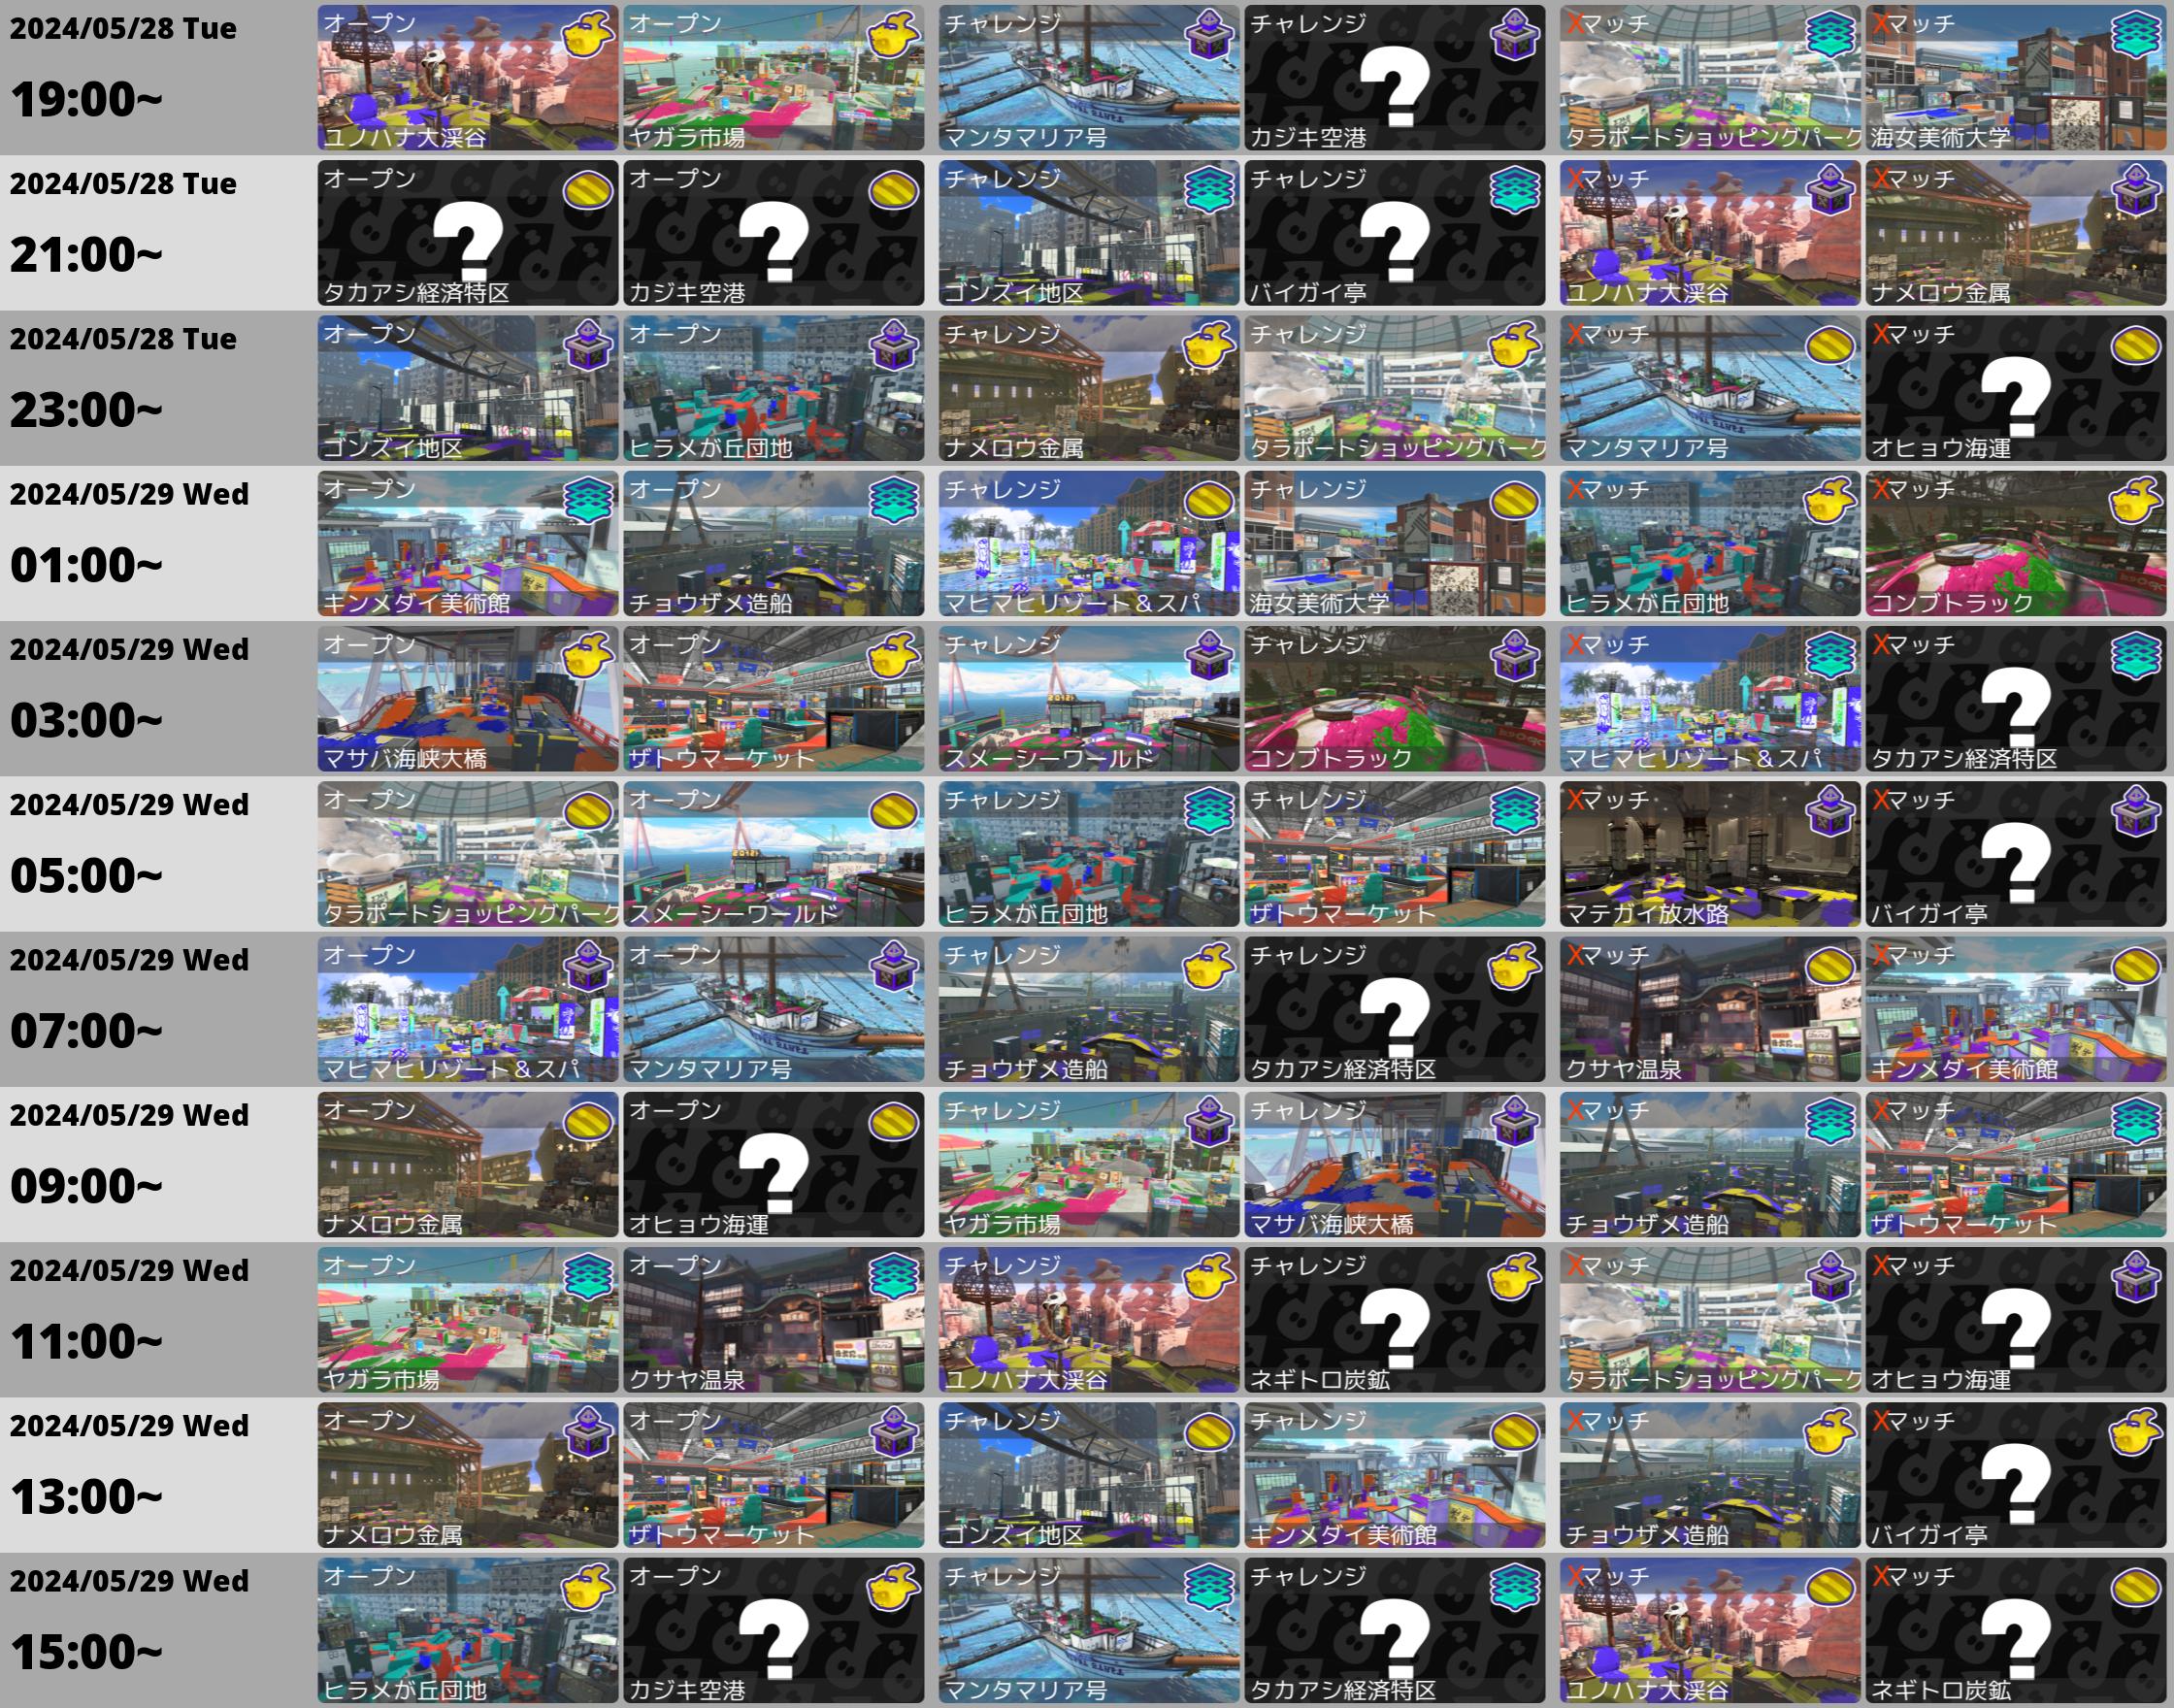 2024/05/28 Tue
19:00~
オープン
ユノハナ大渓谷
オープン
ヤガラ市場
チャレンジ
マンタマリア号
チャレンジ
カジキ空港
Xマッチ
タラポートショッピングパーク
Xマッチ
海女美術大学
2024/05/28 Tue
21:00~
オープン
タカアシ経済特区
オープン
カジキ空港
チャレンジ
ゴンズイ地区
チャレンジ
バイガイ亭
Xマッチ
ユノハナ大渓谷
Xマッチ
ナメロウ金属
2024/05/28 Tue
23:00~
オープン
ゴンズイ地区
オープン
ヒラメが丘団地
チャレンジ
ナメロウ金属
チャレンジ
タラポートショッピングパーク
Xマッチ
マンタマリア号
Xマッチ
オヒョウ海運
2024/05/29 Wed
01:00~
オープン
キンメダイ美術館
オープン
チョウザメ造船
チャレンジ
マヒマヒリゾート＆スパ
チャレンジ
海女美術大学
Xマッチ
ヒラメが丘団地
Xマッチ
コンブトラック
2024/05/29 Wed
03:00~
オープン
マサバ海峡大橋
オープン
ザトウマーケット
チャレンジ
スメーシーワールド
チャレンジ
コンブトラック
Xマッチ
マヒマヒリゾート＆スパ
Xマッチ
タカアシ経済特区
2024/05/29 Wed
05:00~
オープン
タラポートショッピングパーク
オープン
スメーシーワールド
チャレンジ
ヒラメが丘団地
チャレンジ
ザトウマーケット
Xマッチ
マテガイ放水路
Xマッチ
バイガイ亭
2024/05/29 Wed
07:00~
オープン
マヒマヒリゾート＆スパ
オープン
マンタマリア号
チャレンジ
チョウザメ造船
チャレンジ
タカアシ経済特区
Xマッチ
クサヤ温泉
Xマッチ
キンメダイ美術館
2024/05/29 Wed
09:00~
オープン
ナメロウ金属
オープン
オヒョウ海運
チャレンジ
ヤガラ市場
チャレンジ
マサバ海峡大橋
Xマッチ
チョウザメ造船
Xマッチ
ザトウマーケット
2024/05/29 Wed
11:00~
オープン
ヤガラ市場
オープン
クサヤ温泉
チャレンジ
ユノハナ大渓谷
チャレンジ
ネギトロ炭鉱
Xマッチ
タラポートショッピングパーク
Xマッチ
オヒョウ海運
2024/05/29 Wed
13:00~
オープン
ナメロウ金属
オープン
ザトウマーケット
チャレンジ
ゴンズイ地区
チャレンジ
キンメダイ美術館
Xマッチ
チョウザメ造船
Xマッチ
バイガイ亭
2024/05/29 Wed
15:00~
オープン
ヒラメが丘団地
オープン
カジキ空港
チャレンジ
マンタマリア号
チャレンジ
タカアシ経済特区
Xマッチ
ユノハナ大渓谷
Xマッチ
ネギトロ炭鉱